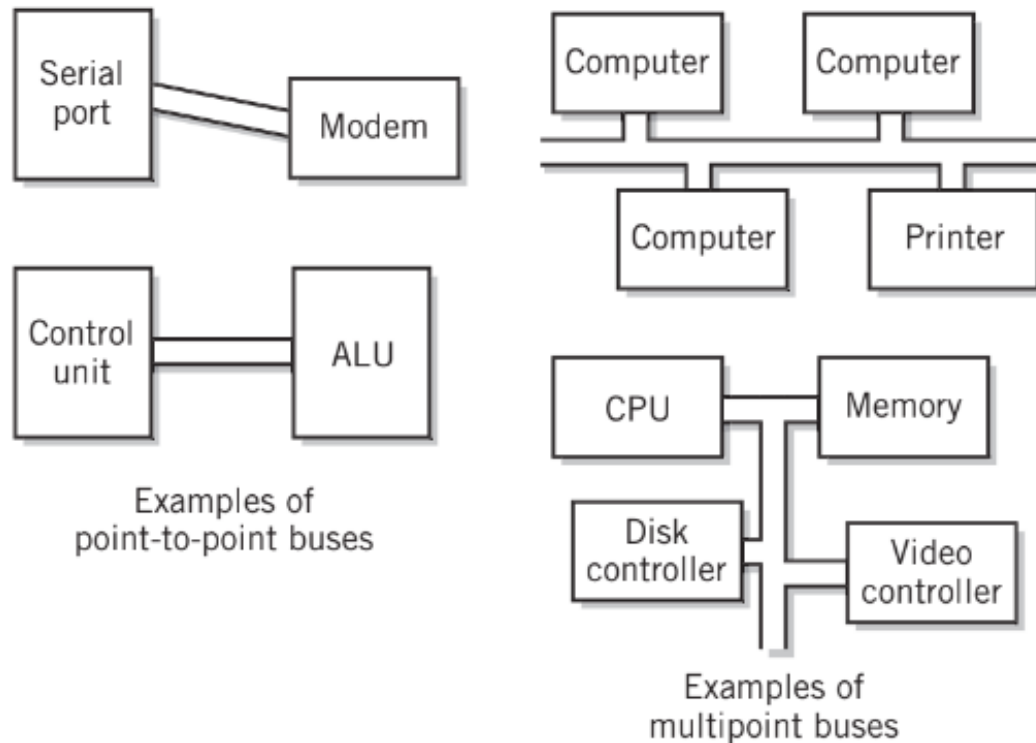 Serial
port
Modem
Control
unit
ALU
Examples of
point-to-point buses
Computer
Computer
Computer
Printer
CPU
Memory
Disk
controller
Video
controller
Examples of
multipoint buses